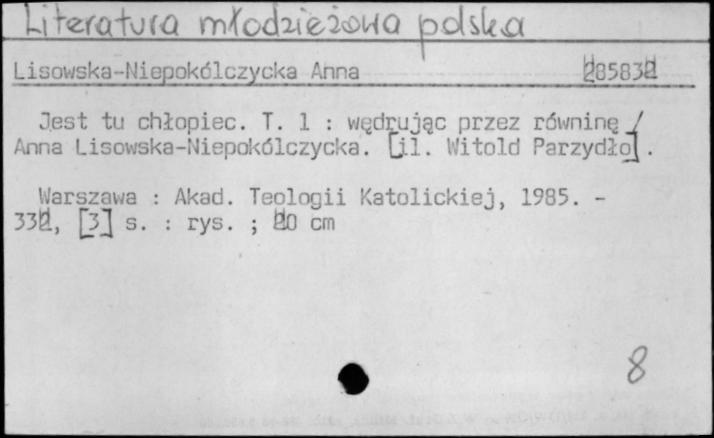 Literatura młodzieżowa polska
Lisowska-Niepokólczycka Anna 285832
Jest tu chłopiec. T. 1 : wędrując przez równinę /
Anna Lisowska-Niepokólczycka. [il. Witold Parzydło].
Warszawa : Akad. Teologii Katolickiej, 1985. -
332, [3] s. : rys. ; 20 cm
8